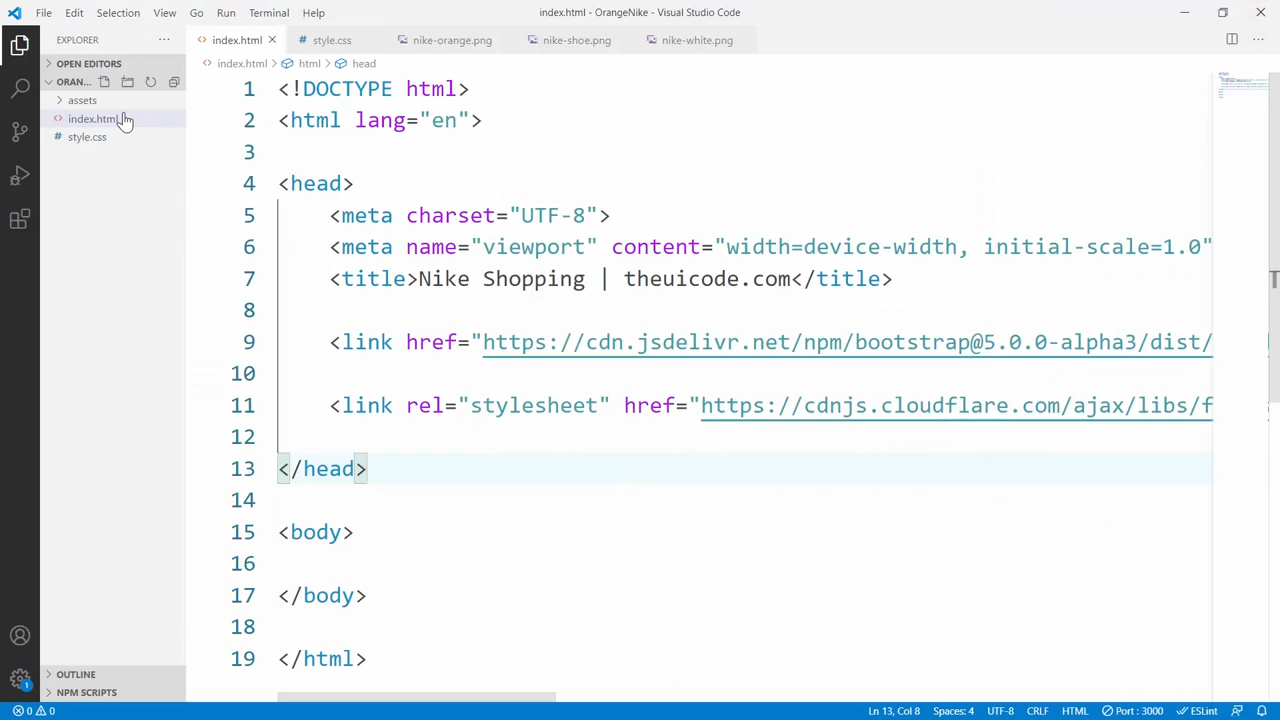 File Edit Selection View Go Run Terminal Help
index.html - OrangeNike - Visual Studio Code
EXPLORER
index.html
style.css
nike-orange.png
nike-shoe.png
nike-white.png
OPEN EDITORS
index.html > html > head
ORAN...
assets
index.html
style.css
1 <!DOCTYPE html>
2 <html lang="en">
3
4 <head>
5 <meta charset="UTF-8">
6 <meta name="viewport" content="width=device-width, initial-scale=1.0"
7 <title>Nike Shopping | theuicode.com</title>
8
9 <link href="https://cdn.jsdelivr.net/npm/bootstrap@5.0.0-alpha3/dist/
10
11 <link rel="stylesheet" href="https://cdnjs.cloudflare.com/ajax/libs/f
12
13 </head>
14
15 <body>
16
17 </body>
18
19 </html>
OUTLINE
NPM SCRIPTS
1
0 0
Ln 13, Col 8 Spaces: 4 UTF-8 CRLF HTML Port : 3000 ESLint